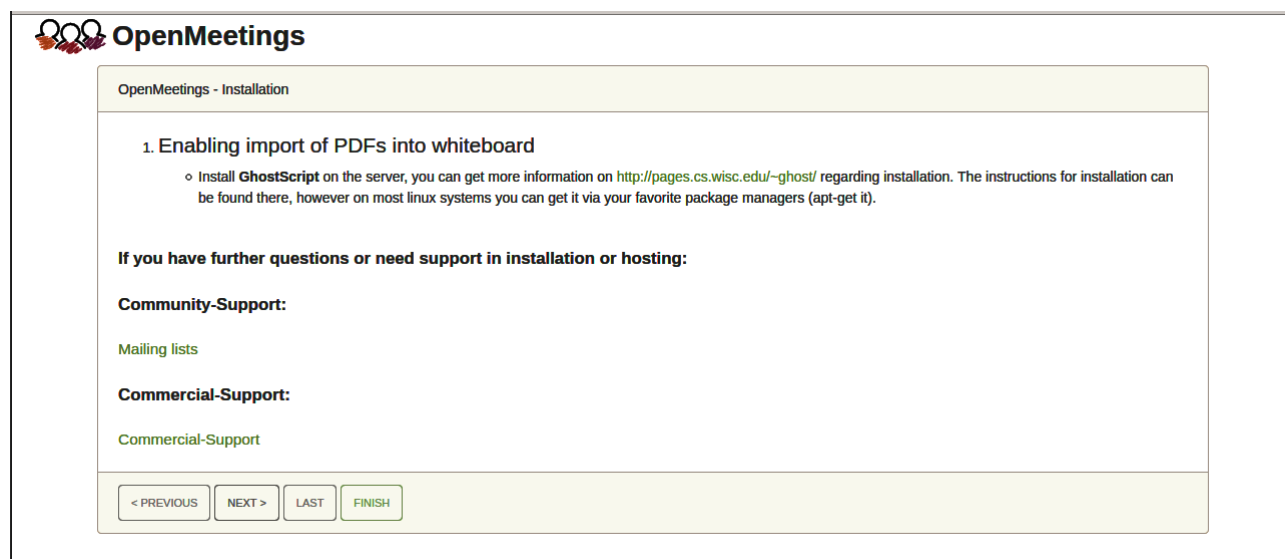 OpenMeetings
OpenMeetings - Installation
1. Enabling import of PDFs into whiteboard
Install GhostScript on the server, you can get more information on http://pages.cs.wisc.edu/~ghost/ regarding installation. The instructions for installation can
be found there, however on most linux systems you can get it via your favorite package managers (apt-get it).
If you have further questions or need support in installation or hosting:
Community-Support:
Mailing lists
Commercial-Support:
Commercial-Support
< PREVIOUS NEXT > LAST FINISH